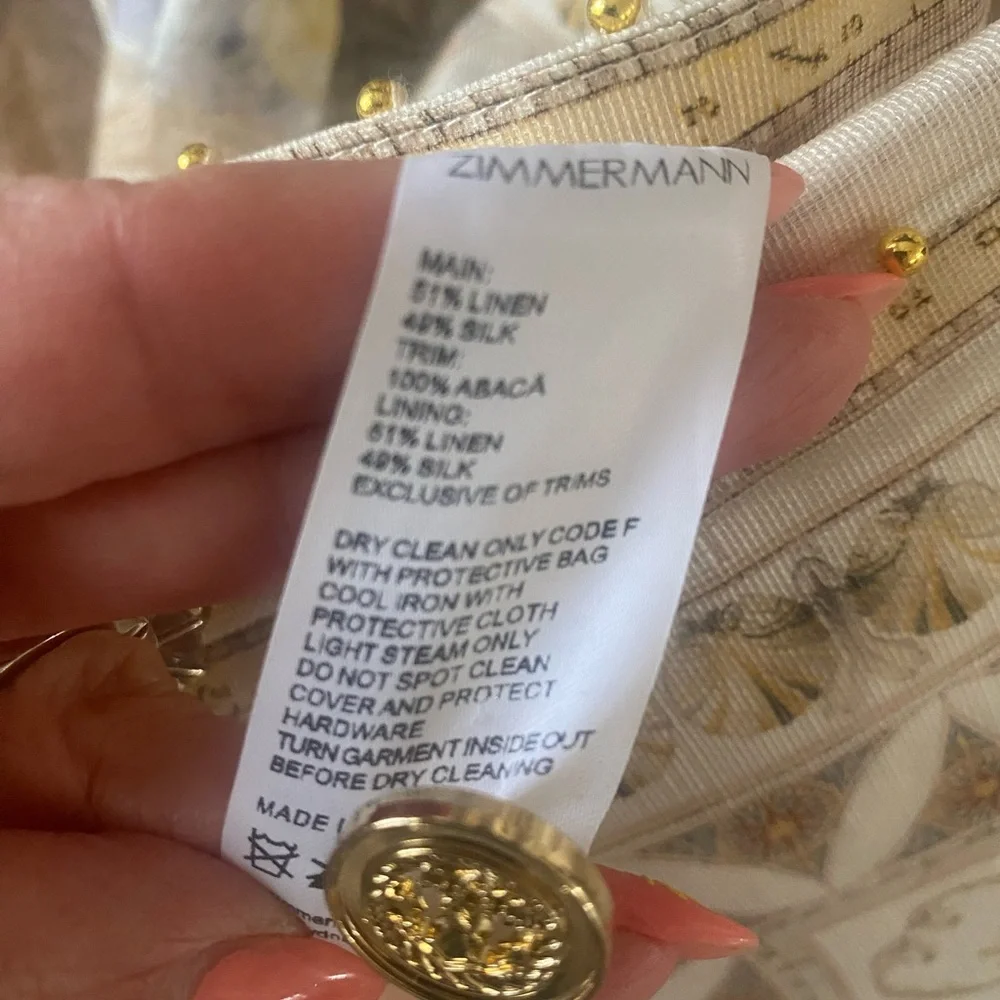 ZIMMERMANN
MAIN:
51% LINEN
49% SILK
TRIM:
100% ABACÁ
LINING:
51% LINEN
49% SILK
EXCLUSIVE OF TRIMS
DRY CLEAN ONLY CODE F
WITH PROTECTIVE BAG
COOL IRON WITH
PROTECTIVE CLOTH
LIGHT STEAM ONLY
DO NOT SPOT CLEAN
COVER AND PROTECT
HARDWARE
TURN GARMENT INSIDE OUT
BEFORE DRY CLEANING
MADE